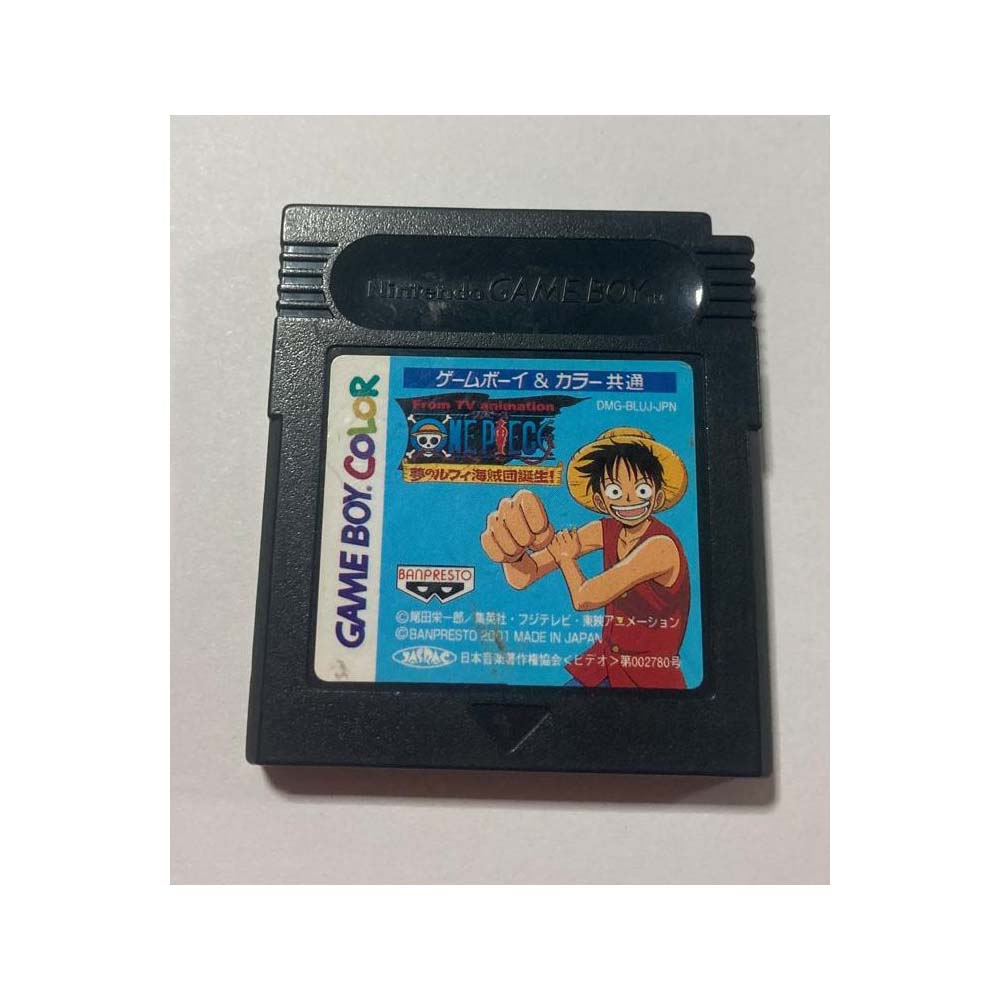 Nintendo GAME BOY
GAME BOY COLOR
ゲームボーイ & カラー共通
DMG-BLUJ-JPN
From TV animation
ONE PIECE
夢のルフィ海賊団誕生!
BANPRESTO
©尾田栄一郎/集英社・フジテレビ・東映アニメーション
©BANPRESTO 2001 MADE IN JAPAN
JASRAC 日本音楽著作権協会<ビデオ>第002780号